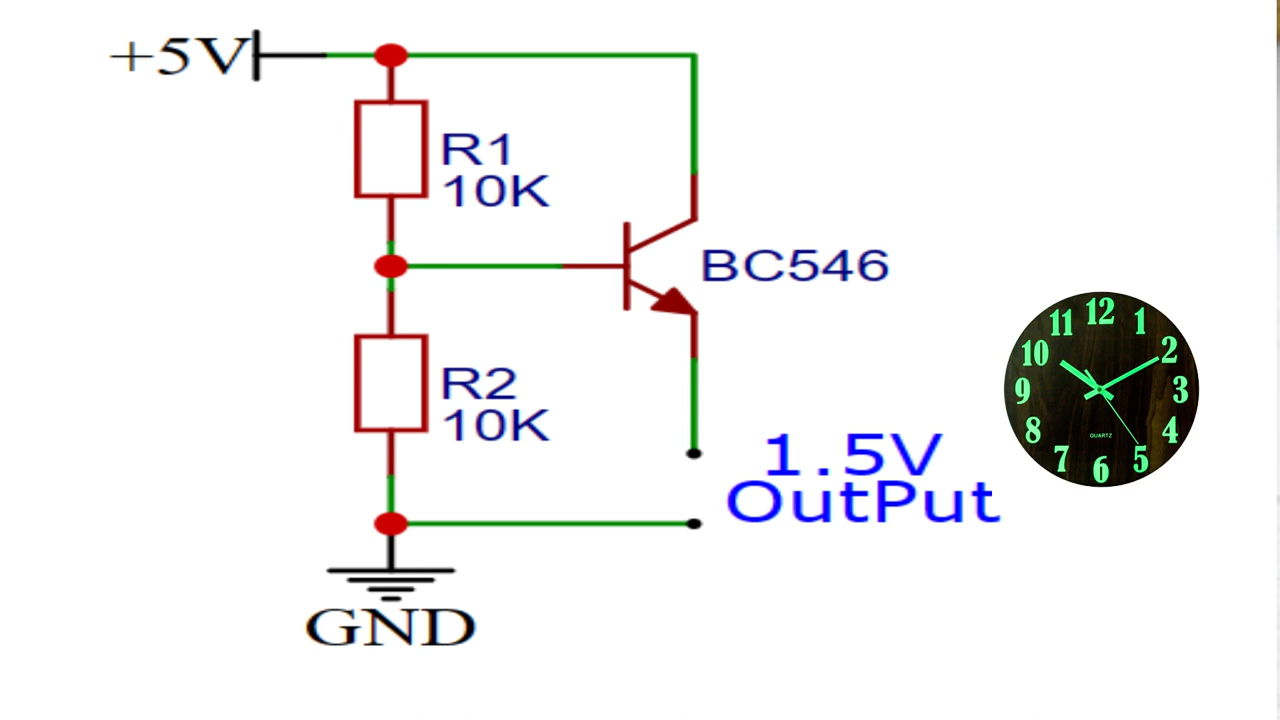 +5V
R1
10K
BC546
R2
10K
1.5V
OutPut
GND
12
11
1
10
2
9
3
8
4
QUARTZ
7
5
6